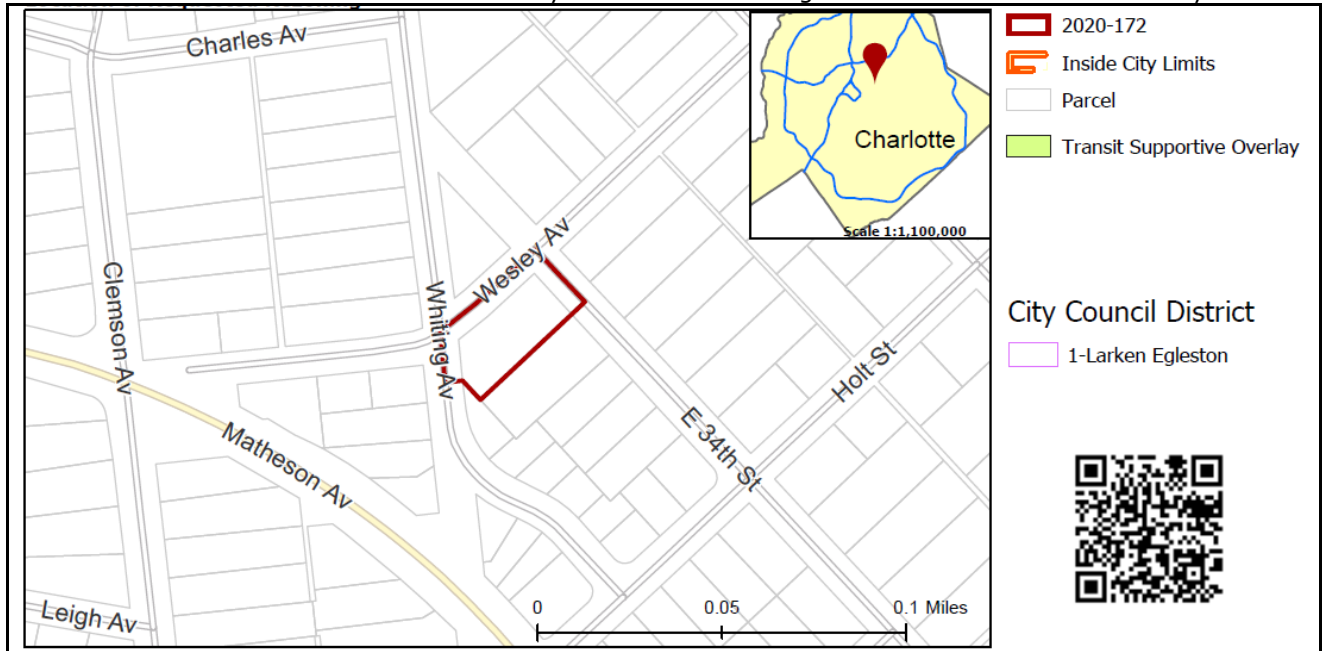 Charles Av
Wesley Av
Clemson Av
Whiting Av
Holt St
E 34th St
Matheson Av
Leigh Av
0 0.05 0.1 Miles
Charlotte
Scale 1:1,100,000
2020-172
Inside City Limits
Parcel
Transit Supportive Overlay
City Council District
1-Larken Egleston